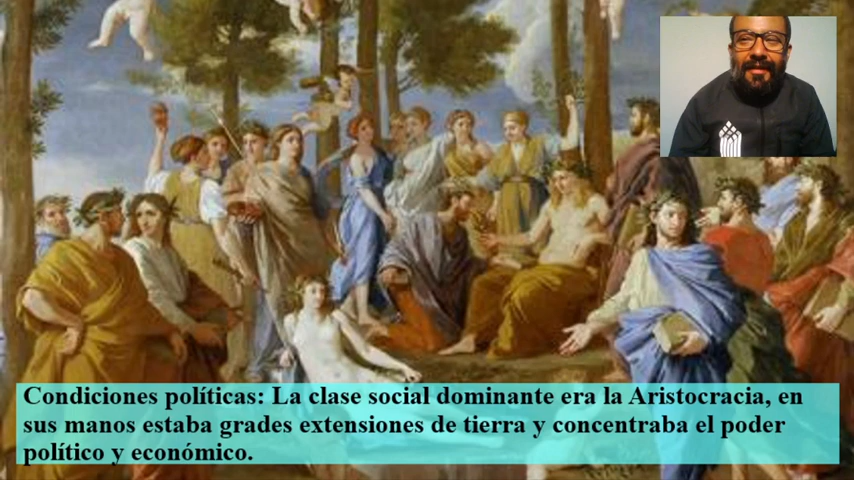 Condiciones políticas: La clase social dominante era la Aristocracia, en
sus manos estaba grades extensiones de tierra y concentraba el poder
político y económico.